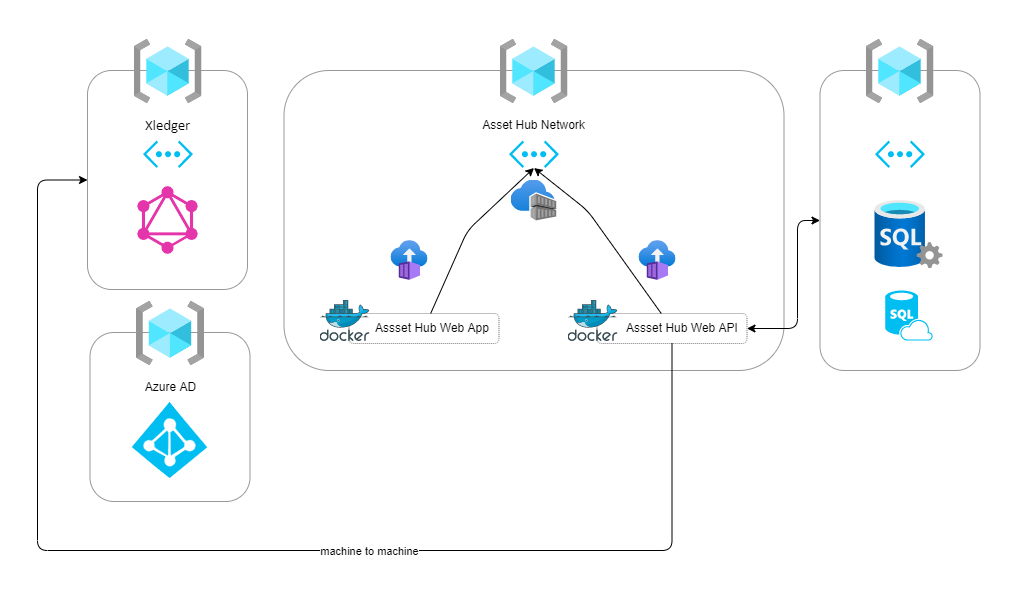 Xledger
Asset Hub Network
SQL
SQL
docker
Assset Hub Web App
docker
Assset Hub Web API
Azure AD
machine to machine